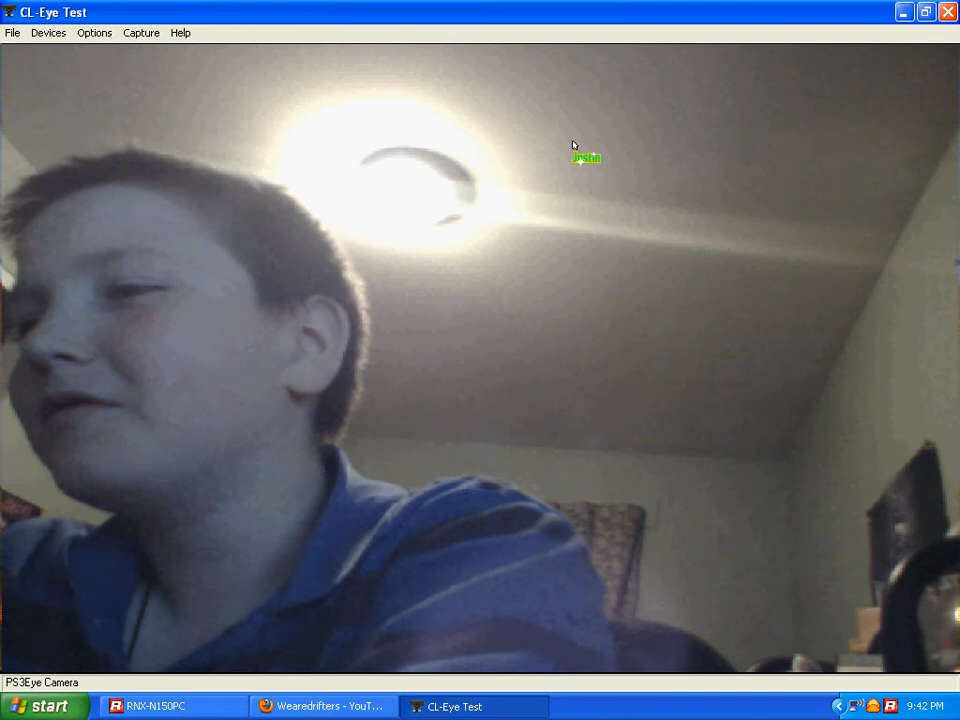 CL-Eye Test
File Devices Options Capture Help
Justin
PS3Eye Camera
start RNX-N150PC Wearedrifters - YouT... CL-Eye Test 9:42 PM